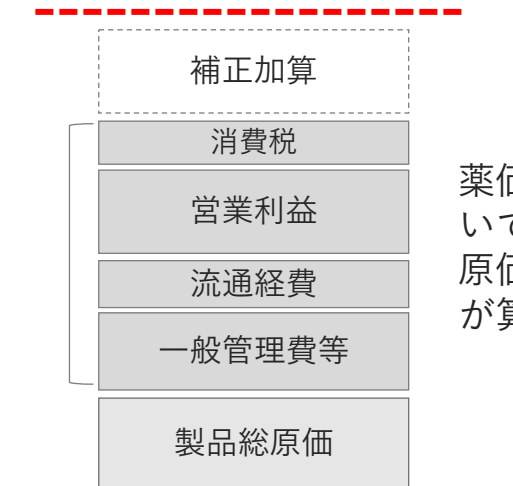 補正加算
消費税
営業利益
流通経費
一般管理費等
製品総原価
薬価
いて
原価
が算